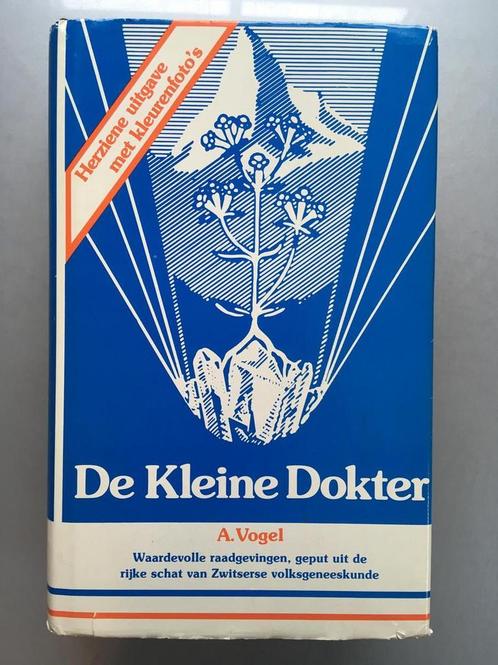 Herziene uitgave
met kleurenfoto's
De Kleine Dokter
A.Vogel
Waardevolle raadgevingen, geput uit de
rijke schat van Zwitserse volksgeneeskunde